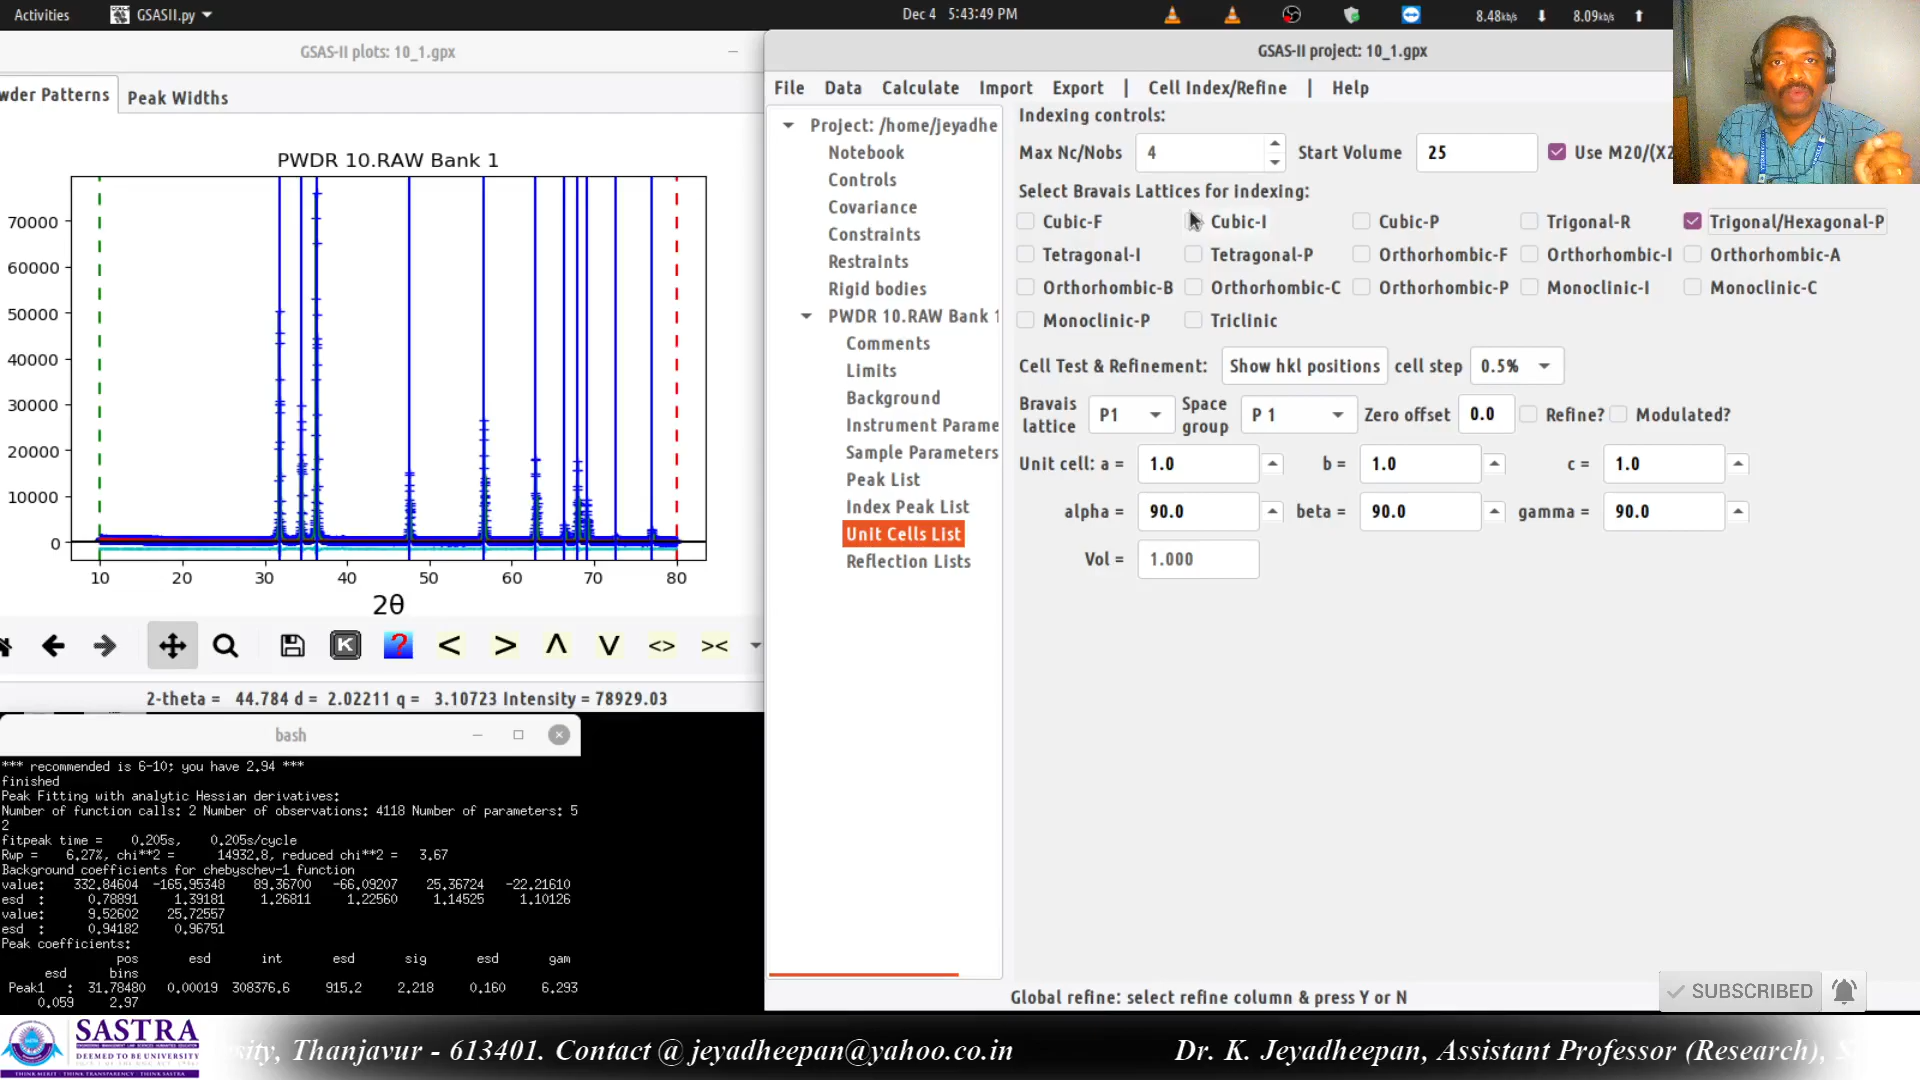 Activities GSASII.py Dec 4 5:43:49 PM 8.48kb/s 8.09kb/s
GSAS-II plots: 10_1.gpx
wder Patterns Peak Widths
PWDR 10.RAW Bank 1
70000
60000
50000
40000
30000
20000
10000
0
10 20 30 40 50 60 70 80
2θ
K ? < > <> ><
2-theta = 44.784 d = 2.02211 q = 3.10723 Intensity = 78929.03
bash
*** recommended is 6-10; you have 2.94 ***
finished
Peak Fitting with analytic Hessian derivatives:
Number of function calls: 2 Number of observations: 4118 Number of parameters: 5
2
fitpeak time = 0.205s, 0.205s/cycle
Rwp = 6.27%, chi**2 = 14932.8, reduced chi**2 = 3.67
Background coefficients for chebyschev-1 function
value: 332.84604 -165.95348 89.36700 -66.09207 25.36724 -22.21610
esd : 0.78891 1.39181 1.26811 1.22560 1.14525 1.10126
value: 9.52602 25.72557
esd : 0.94182 0.96751
Peak coefficients:
pos esd int esd sig esd gam
esd bins
Peak1 : 31.78480 0.00019 308376.6 915.2 2.218 0.160 6.293
0.059 2.97
GSAS-II project: 10_1.gpx
File Data Calculate Import Export | Cell Index/Refine | Help
Project: /home/jeyadhe
Notebook
Controls
Covariance
Constraints
Restraints
Rigid bodies
PWDR 10.RAW Bank 1
Comments
Limits
Background
Instrument Parame
Sample Parameters
Peak List
Index Peak List
Unit Cells List
Reflection Lists
Indexing controls:
Max Nc/Nobs 4 Start Volume 25 Use M20/(X2
Select Bravais Lattices for indexing:
Cubic-F Cubic-I Cubic-P Trigonal-R Trigonal/Hexagonal-P
Tetragonal-I Tetragonal-P Orthorhombic-F Orthorhombic-I Orthorhombic-A
Orthorhombic-B Orthorhombic-C Orthorhombic-P Monoclinic-I Monoclinic-C
Monoclinic-P Triclinic
Cell Test & Refinement: Show hkl positions cell step 0.5%
Bravais lattice P1 Space group P 1 Zero offset 0.0 Refine? Modulated?
Unit cell: a = 1.0 b = 1.0 c = 1.0
alpha = 90.0 beta = 90.0 gamma = 90.0
Vol = 1.000
Global refine: select refine column & press Y or N
SUBSCRIBED
SASTRA
DEEMED TO BE UNIVERSITY
THINK MERIT | THINK TRANSPARENCY | THINK SASTRA
sity, Thanjavur - 613401. Contact @ jeyadheepan@yahoo.co.in Dr. K. Jeyadheepan, Assistant Professor (Research), S